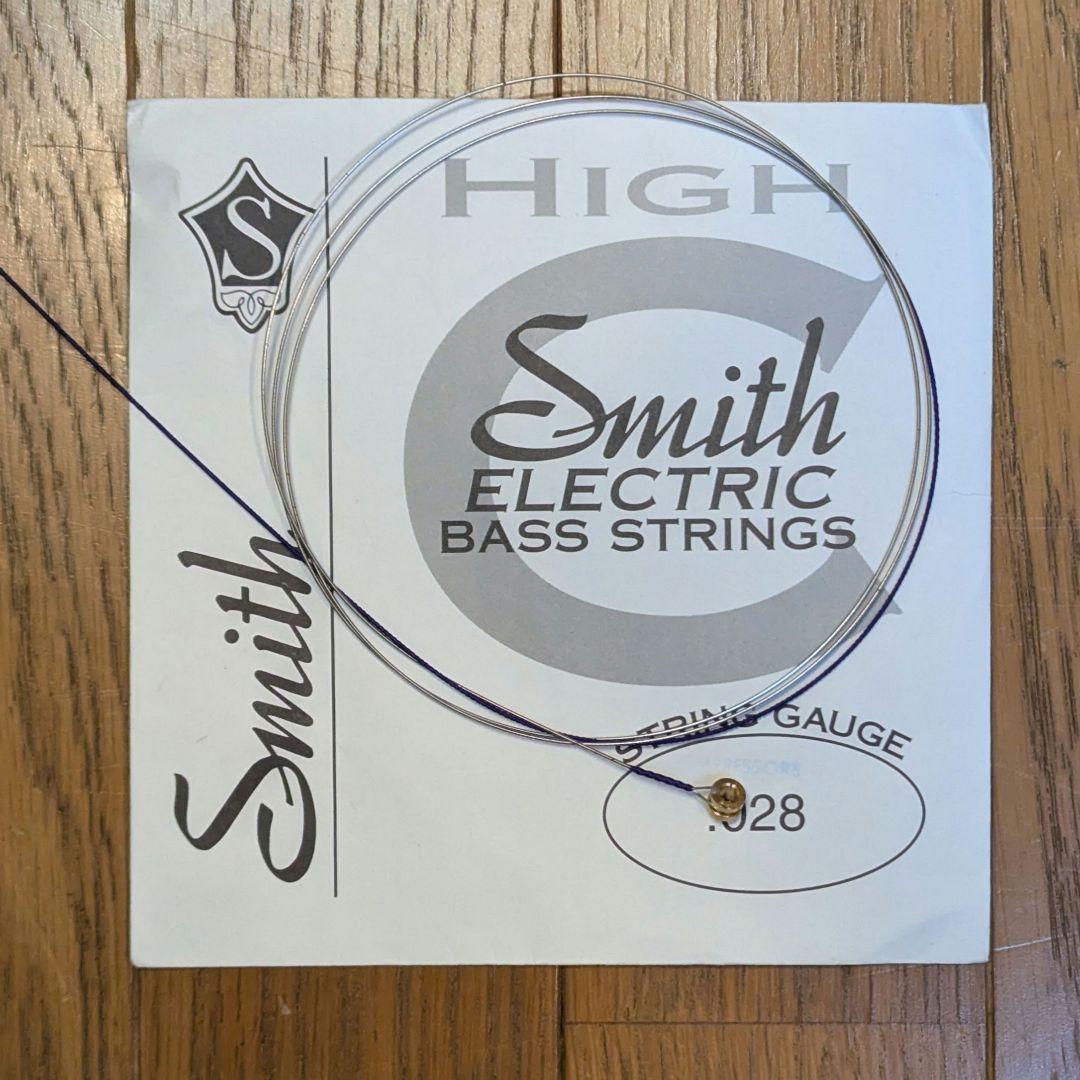 S
HIGH
C
Smith
ELECTRIC
BASS STRINGS
Smith
STRING GAUGE
.028